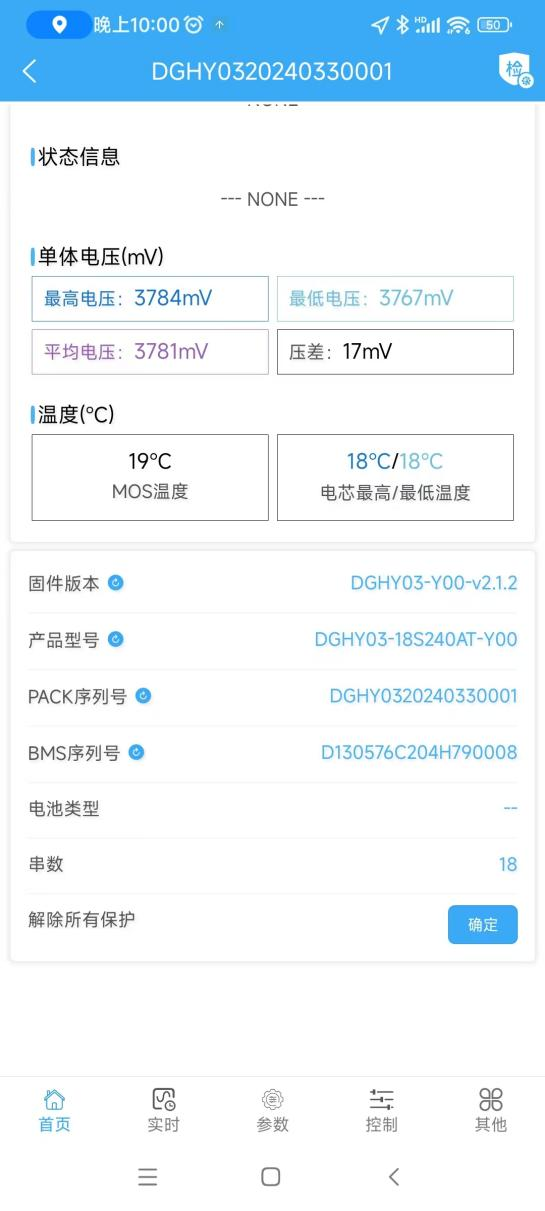 晚上10:00
HD
50
DGHY0320240330001
检
状态信息
--- NONE ---
单体电压(mV)
最高电压：3784mV
最低电压：3767mV
平均电压：3781mV
压差：17mV
温度(°C)
19°C
MOS温度
18°C/18°C
电芯最高/最低温度
固件版本
DGHY03-Y00-v2.1.2
产品型号
DGHY03-18S240AT-Y00
PACK序列号
DGHY0320240330001
BMS序列号
D130576C204H790008
电池类型
--
串数
18
解除所有保护
确定
首页
实时
参数
控制
其他